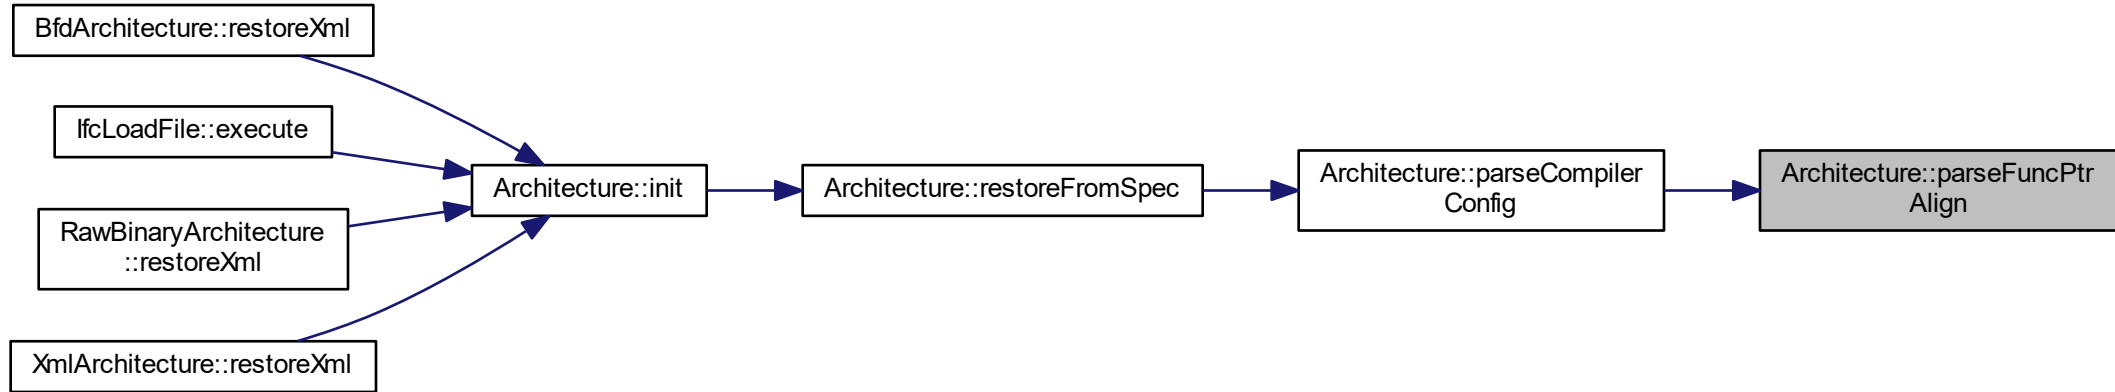 BfdArchitecture::restoreXml
IfcLoadFile::execute
RawBinaryArchitecture
::restoreXml
XmlArchitecture::restoreXml
Architecture::init
Architecture::restoreFromSpec
Architecture::parseCompiler
Config
Architecture::parseFuncPtr
Align